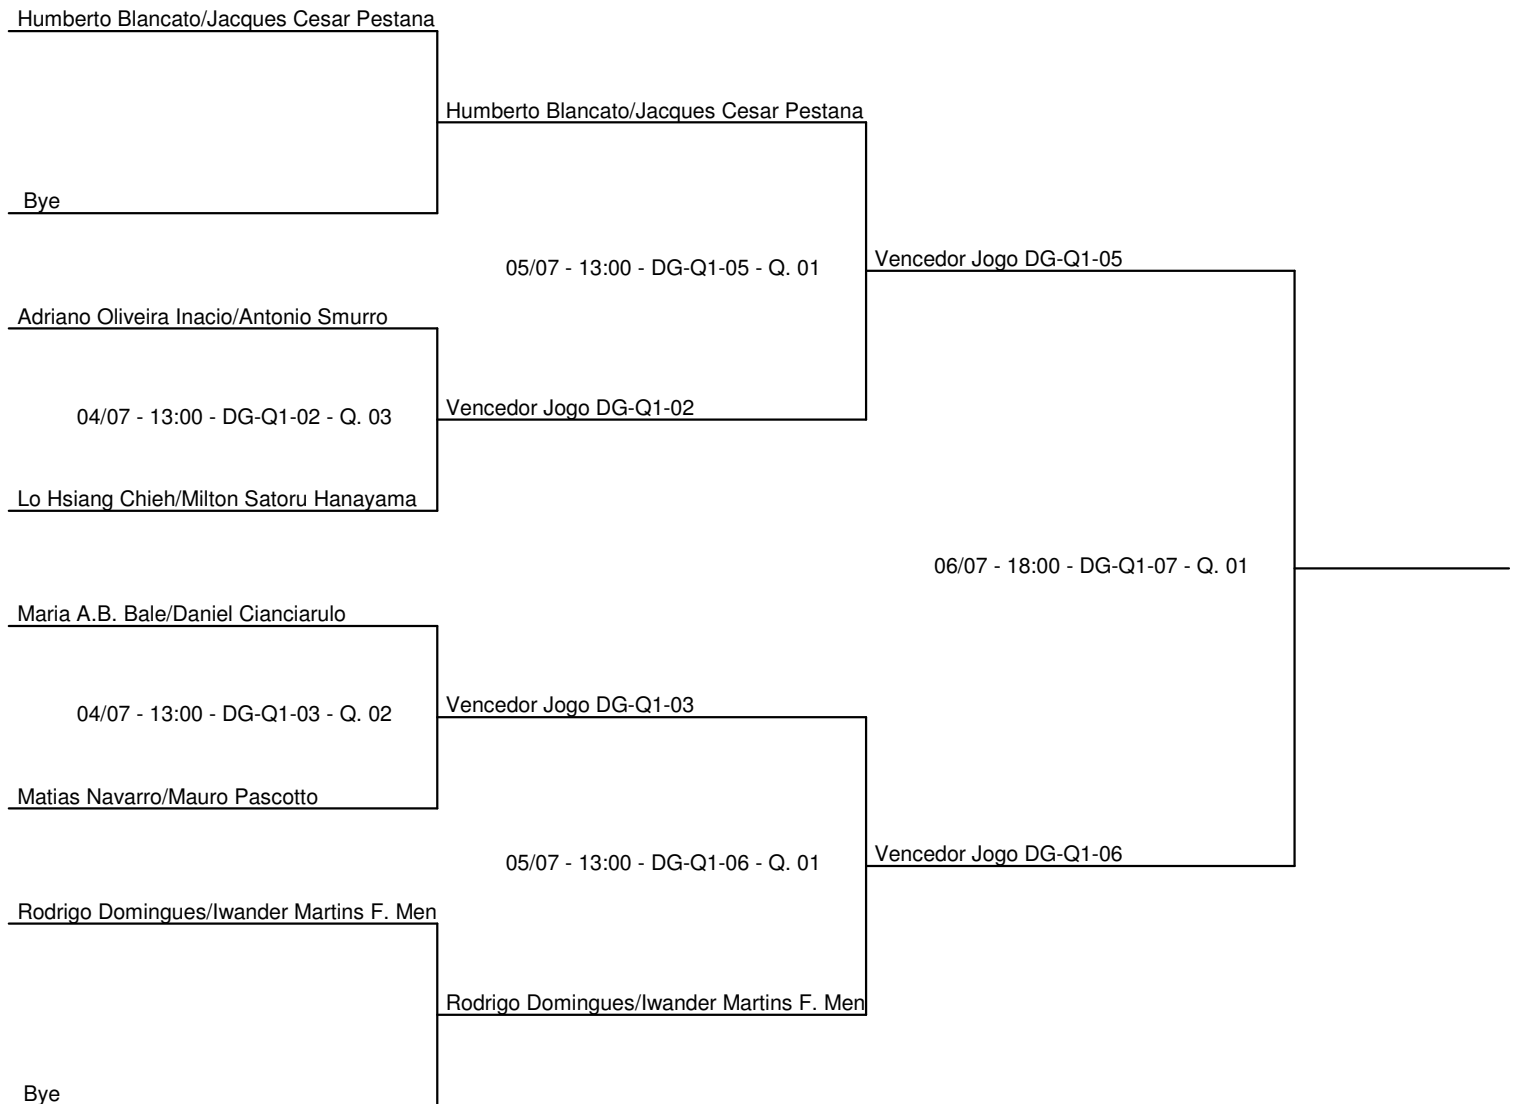 Humberto Blancato/Jacques Cesar Pestana
Humberto Blancato/Jacques Cesar Pestana
Bye
Vencedor Jogo DG-Q1-05
05/07 - 13:00 - DG-Q1-05 - Q. 01
Adriano Oliveira Inacio/Antonio Smurro
Vencedor Jogo DG-Q1-02
04/07 - 13:00 - DG-Q1-02 - Q. 03
Lo Hsiang Chieh/Milton Satoru Hanayama
06/07 - 18:00 - DG-Q1-07 - Q. 01
Maria A.B. Bale/Daniel Cianciarulo
Vencedor Jogo DG-Q1-03
04/07 - 13:00 - DG-Q1-03 - Q. 02
Matias Navarro/Mauro Pascotto
Vencedor Jogo DG-Q1-06
05/07 - 13:00 - DG-Q1-06 - Q. 01
Rodrigo Domingues/Iwander Martins F. Men
Rodrigo Domingues/Iwander Martins F. Men
Bye